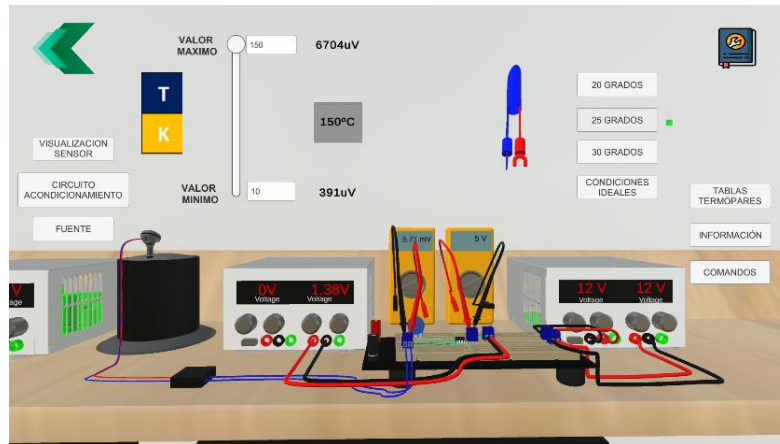 VALOR
MAXIMO
150
6704uV
T
K
150ºC
20 GRADOS
25 GRADOS
30 GRADOS
CONDICIONES
IDEALES
VISUALIZACION
SENSOR
CIRCUITO
ACONDICIONAMIENTO
FUENTE
VALOR
MINIMO
10
391uV
TABLAS
TERMOPARES
INFORMACIÓN
COMANDOS
5,71 mV
5 V
V
0V 1.38V
Voltage Voltage
12 V 12 V
Voltage Voltage